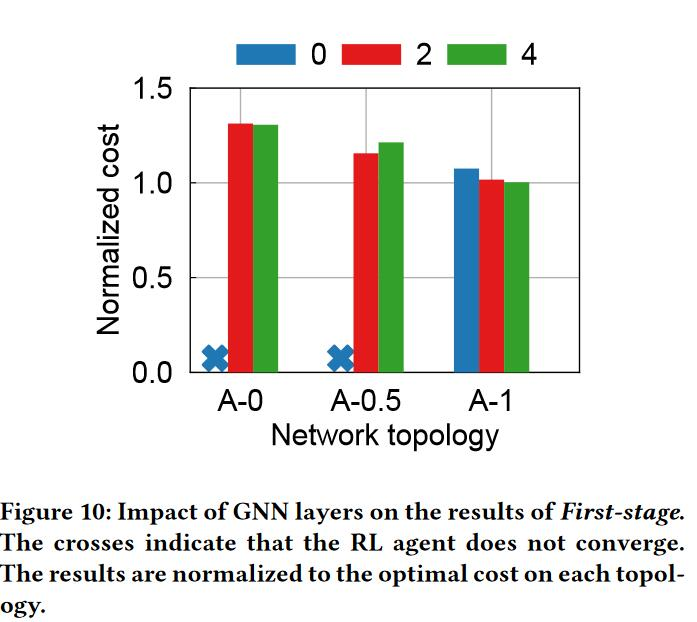 0 2 4
1.5
1.0
0.5
0.0
Normalized cost
A-0 A-0.5 A-1
Network topology
Figure 10: Impact of GNN layers on the results of First-stage.
The crosses indicate that the RL agent does not converge.
The results are normalized to the optimal cost on each topol-
ogy.